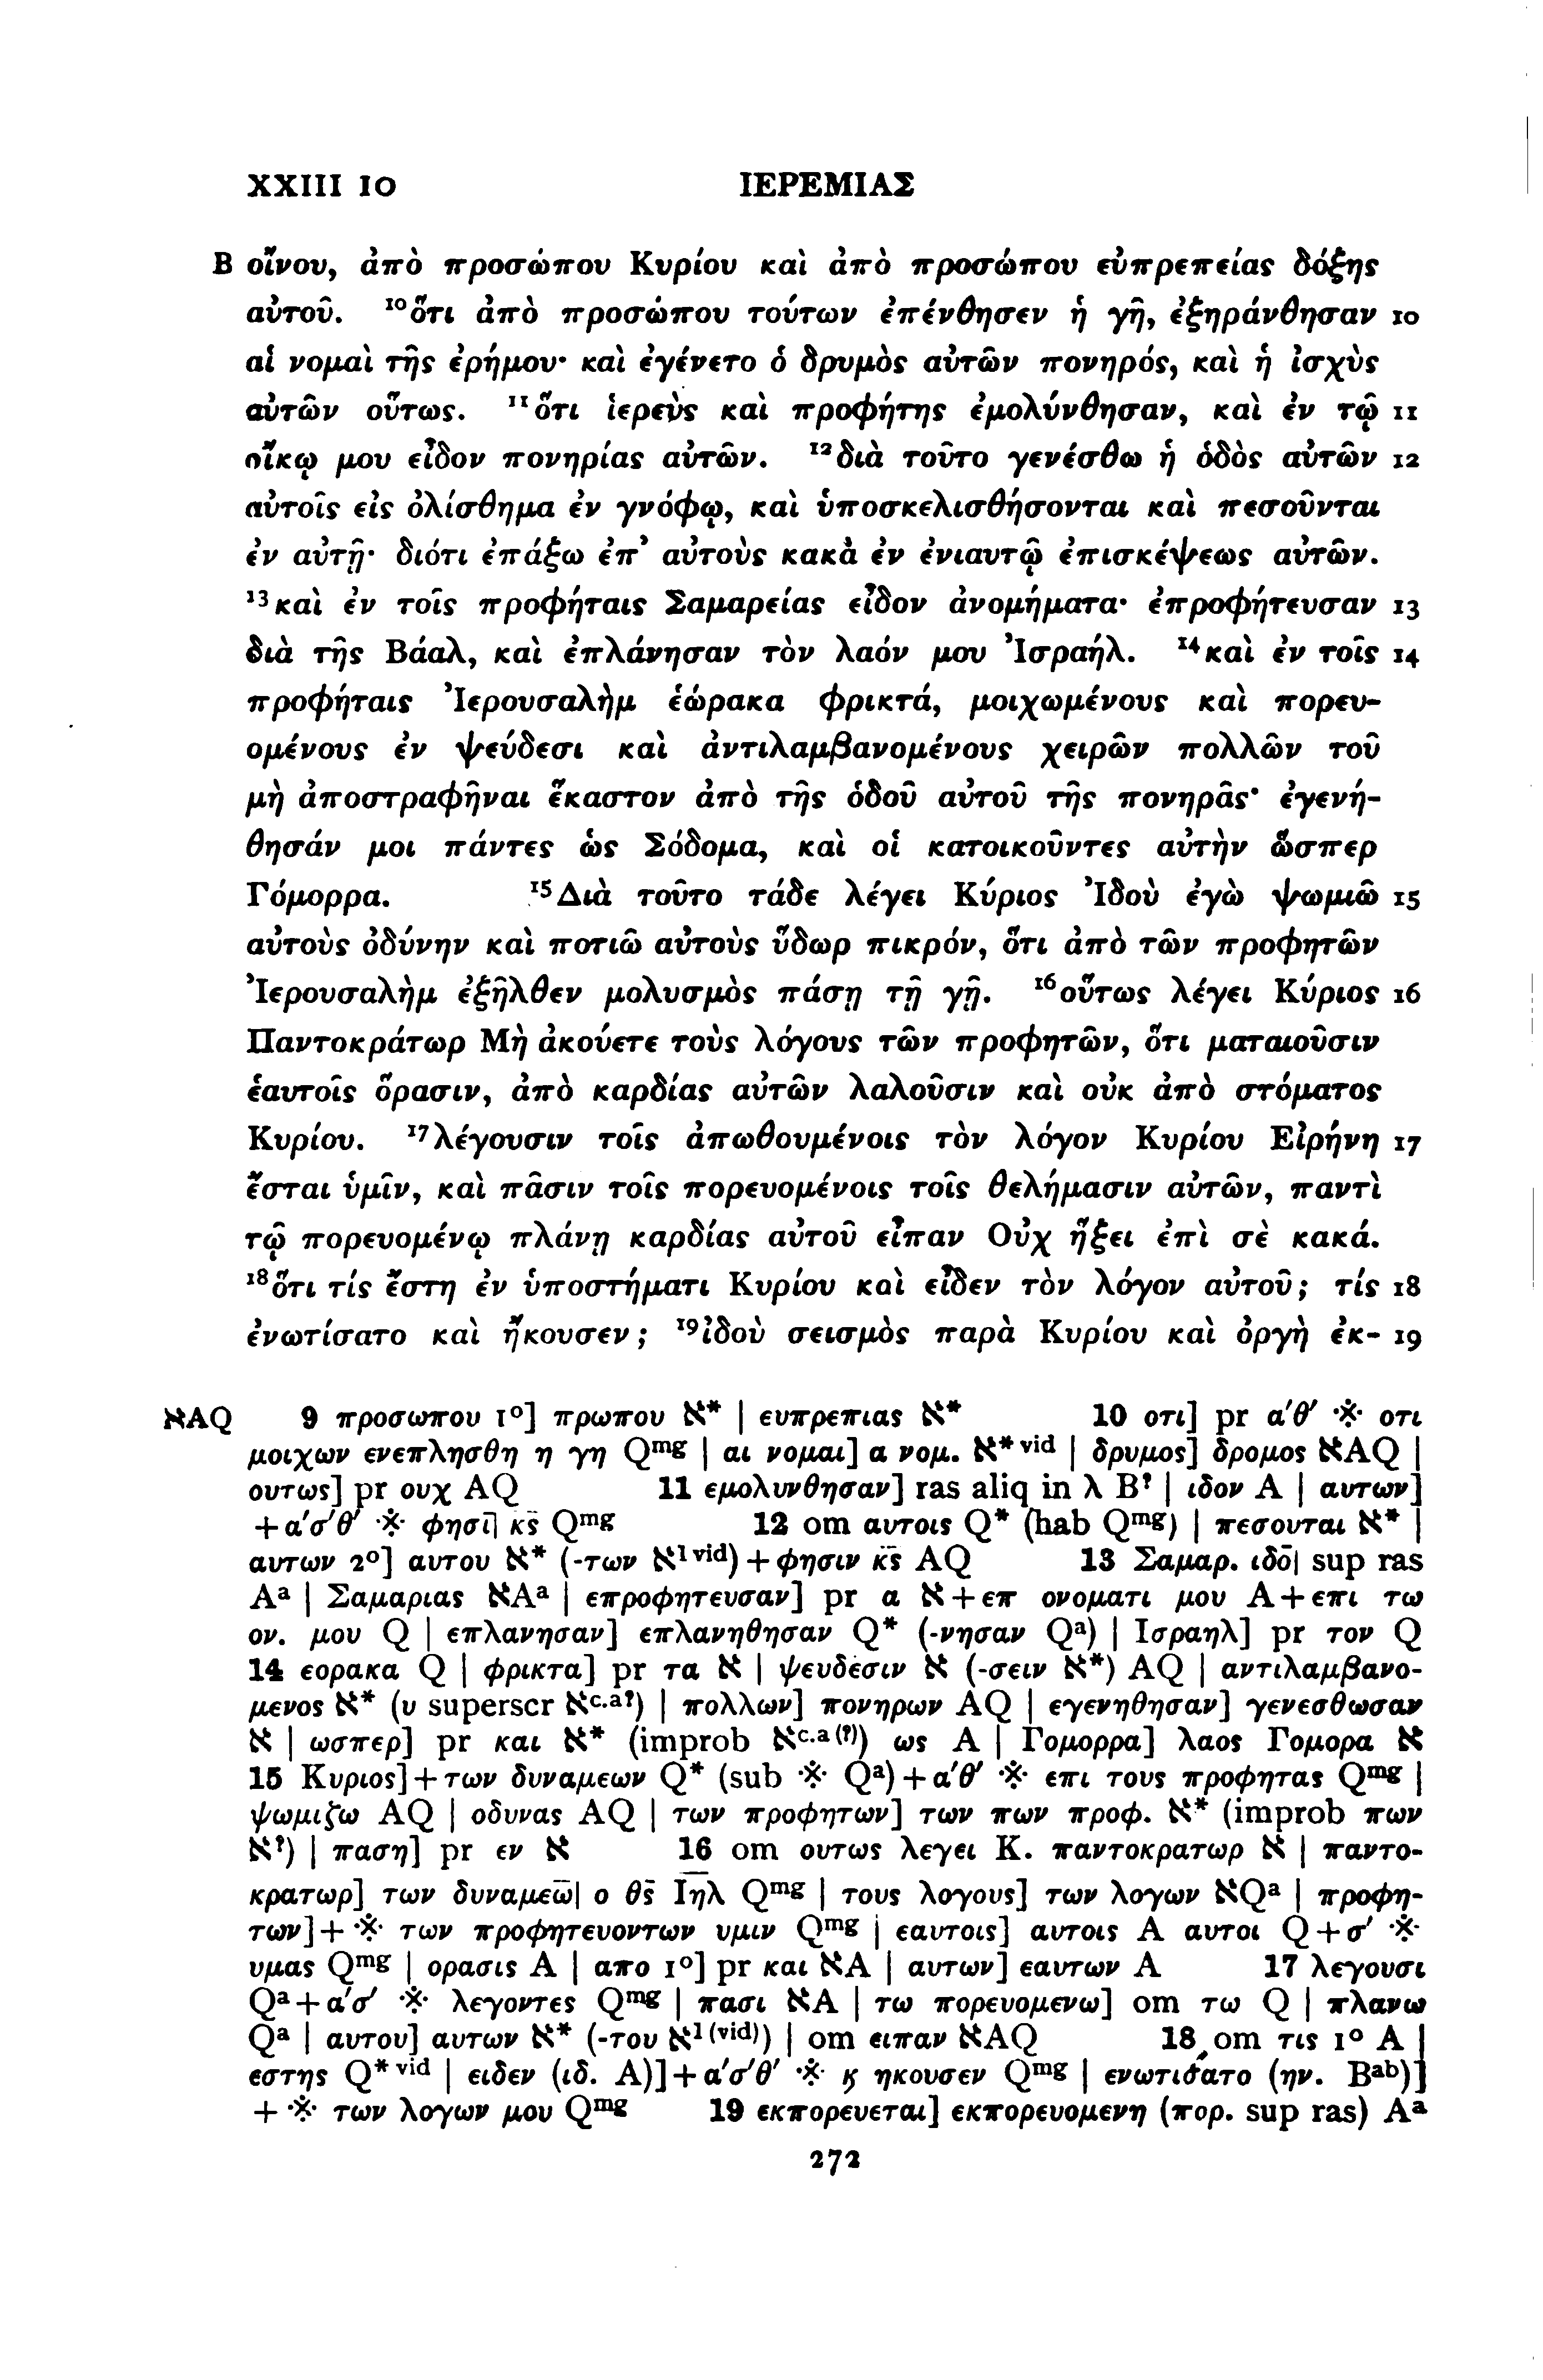 XXIII 10 ΙΕΡΕΜΙΑΣ
B οἴνου, ἀπὸ προσώπου Κυρίου καὶ ἀπὸ προσώπου εὐπρεπείας δόξης
αὐτοῦ. ¹⁰ὅτι ἀπὸ προσώπου τούτων ἐπένθησεν ἡ γῆ, ἐξηράνθησαν 10
αἱ νομαὶ τῆς ἐρήμου· καὶ ἐγένετο ὁ δρυμὸς αὐτῶν πονηρός, καὶ ἡ ἰσχὺς
αὐτῶν οὕτως. ¹¹ὅτι ἱερεὺς καὶ προφήτης ἐμολύνθησαν, καὶ ἐν τῷ 11
οἴκῳ μου εἶδον πονηρίας αὐτῶν. ¹²διὰ τοῦτο γενέσθω ἡ ὁδὸς αὐτῶν 12
αὐτοῖς εἰς ὀλίσθημα ἐν γνόφῳ, καὶ ὑποσκελισθήσονται καὶ πεσοῦνται
ἐν αὐτῇ· διότι ἐπάξω ἐπ’ αὐτοὺς κακὰ ἐν ἐνιαυτῷ ἐπισκέψεως αὐτῶν.
¹³καὶ ἐν τοῖς προφήταις Σαμαρείας εἶδον ἀνομήματα· ἐπροφήτευσαν 13
διὰ τῆς Βάαλ, καὶ ἐπλάνησαν τὸν λαόν μου Ἰσραήλ. ¹⁴καὶ ἐν τοῖς 14
προφήταις Ἰερουσαλὴμ ἑώρακα φρικτά, μοιχωμένους καὶ πορευ-
ομένους ἐν ψεύδεσι καὶ ἀντιλαμβανομένους χειρῶν πολλῶν τοῦ
μὴ ἀποστραφῆναι ἕκαστον ἀπὸ τῆς ὁδοῦ αὐτοῦ τῆς πονηρᾶς· ἐγενή-
θησάν μοι πάντες ὡς Σόδομα, καὶ οἱ κατοικοῦντες αὐτὴν ὥσπερ
Γόμορρα. ¹⁵Διὰ τοῦτο τάδε λέγει Κύριος Ἰδοὺ ἐγὼ ψωμιῶ 15
αὐτοὺς ὀδύνην καὶ ποτιῶ αὐτοὺς ὕδωρ πικρόν, ὅτι ἀπὸ τῶν προφητῶν
Ἰερουσαλὴμ ἐξῆλθεν μολυσμὸς πάσῃ τῇ γῇ. ¹⁶οὕτως λέγει Κύριος 16
Παντοκράτωρ Μὴ ἀκούετε τοὺς λόγους τῶν προφητῶν, ὅτι ματαιοῦσιν
ἑαυτοῖς ὅρασιν, ἀπὸ καρδίας αὐτῶν λαλοῦσιν καὶ οὐκ ἀπὸ στόματος
Κυρίου. ¹⁷λέγουσιν τοῖς ἀπωθουμένοις τὸν λόγον Κυρίου Εἰρήνη 17
ἔσται ὑμῖν, καὶ πᾶσιν τοῖς πορευομένοις τοῖς θελήμασιν αὐτῶν, παντὶ
τῷ πορευομένῳ πλάνῃ καρδίας αὐτοῦ εἶπαν Οὐχ ἥξει ἐπὶ σὲ κακά.
¹⁸ὅτι τίς ἔστη ἐν ὑποστήματι Κυρίου καὶ εἶδεν τὸν λόγον αὐτοῦ; τίς 18
ἐνωτίσατο καὶ ἤκουσεν; ¹⁹ἰδοὺ σεισμὸς παρὰ Κυρίου καὶ ὀργὴ ἐκ- 19
ℵAQ 9 προσωπου 1º] πρωπου ℵ* | ευπρεπιας ℵ* 10 οτι] pr α′θ′ ※ οτι
μοιχων ενεπλησθη η γη Qᵐᵍ | αι νομαι] α νομ. ℵ*ᵛⁱᵈ | δρυμος] δρομος ℵAQ |
ουτως] pr ουχ AQ 11 εμολυνθησαν] ras aliq in λ B? | ιδον A | αυτων]
+α′σ′θ′ ※ φησῑ| κ̅ς̅ Qᵐᵍ 12 om αυτοις Q* (hab Qᵐᵍ) | πεσουται ℵ* |
αυτων 2º] αυτου ℵ* (-των ℵ¹ᵛⁱᵈ)+φησιν κ̅ς̅ AQ 13 Σαμαρ. ιδο̅| sup ras
Aᵃ | Σαμαριας ℵAᵃ | επροφητευσαν] pr α ℵ+επ ονοματι μου A+επι τω
ον. μου Q | επλανησαν] επλανηθησαν Q* (-νησαν Qᵃ) | Ισραηλ] pr τον Q
14 εορακα Q | φρικτα] pr τα ℵ | ψευδεσιν ℵ (-σειν ℵ*) AQ | αντιλαμβανο-
μενος ℵ* (υ superscr ℵᶜ·ᵃ?) | πολλων] πονηρων AQ | εγενηθησαν] γενεσθωσαν
ℵ | ωσπερ] pr και ℵ* (improb ℵᶜ·ᵃ⁽?⁾) ως A | Γομορρα] λαος Γομορα ℵ
15 Κυριος]+των δυναμεων Q* (sub ※ Qᵃ)+α′θ′ ※ επι τους προφητας Qᵐᵍ |
ψωμιζω AQ | οδυνας AQ | των προφητων] των πων προφ. ℵ* (improb πων
ℵ?) | παση] pr εν ℵ 16 om ουτως λεγει Κ. παντοκρατωρ ℵ | παντο-
κρατωρ] των δυναμεω̅| ο θ̅ς̅ Ι̅η̅λ̅ Qᵐᵍ | τους λογους] των λογων ℵQᵃ | προφη-
των]+※ των προφητευοντων υμιν Qᵐᵍ | εαυτοις] αυτοις A αυτοι Q+σ′ ※
υμας Qᵐᵍ | ορασις A | απο 1º] pr και ℵA | αυτων] εαυτων A 17 λεγουσι
Qᵃ+α′σ′ ※ λεγοντες Qᵐᵍ | πασι ℵA | τω πορευομενω] om τω Q | πλανω
Qᵃ | αυτου] αυτων ℵ* (-του ℵ¹⁽ᵛⁱᵈ⁾) | om ειπαν ℵAQ 18 om τις 1º A |
εστης Q*ᵛⁱᵈ | ειδεν (ιδ. A)]+α′σ′θ′ ※ ϗ ηκουσεν Qᵐᵍ | ενωτισατο (ην. Bᵃᵇ)]
+※ των λογων μου Qᵐᵍ 19 εκπορευεται] εκπορευομενη (πορ. sup ras) Aᵃ
272